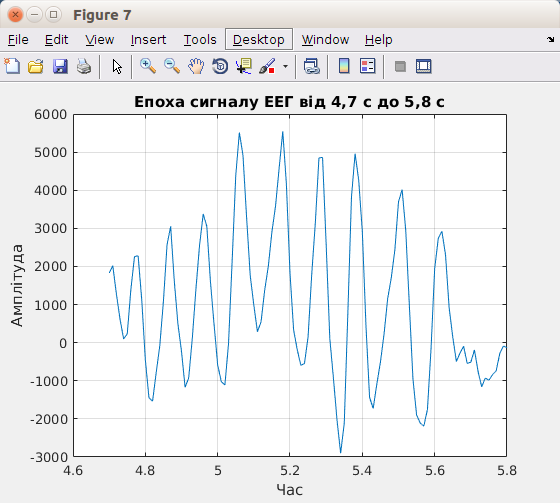 Figure 7
File Edit View Insert Tools Desktop Window Help
Епоха сигналу ЕЕГ від 4,7 с до 5,8 с
6000
5000
4000
3000
2000
1000
0
-1000
-2000
-3000
Амплітуда
4.6 4.8 5 5.2 5.4 5.6 5.8
Час